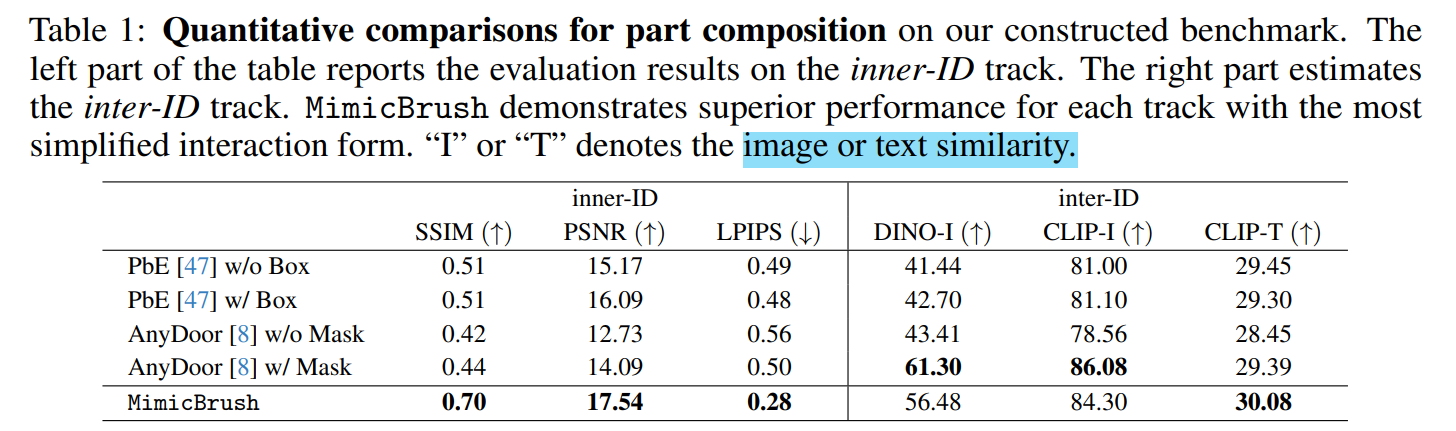 Table 1: Quantitative comparisons for part composition on our constructed benchmark. The
left part of the table reports the evaluation results on the inner-ID track. The right part estimates
the inter-ID track. MimicBrush demonstrates superior performance for each track with the most
simplified interaction form. “I” or “T” denotes the image or text similarity.
inner-ID inter-ID
SSIM (↑) PSNR (↑) LPIPS (↓) DINO-I (↑) CLIP-I (↑) CLIP-T (↑)
PbE [47] w/o Box 0.51 15.17 0.49 41.44 81.00 29.45
PbE [47] w/ Box 0.51 16.09 0.48 42.70 81.10 29.30
AnyDoor [8] w/o Mask 0.42 12.73 0.56 43.41 78.56 28.45
AnyDoor [8] w/ Mask 0.44 14.09 0.50 61.30 86.08 29.39
MimicBrush 0.70 17.54 0.28 56.48 84.30 30.08